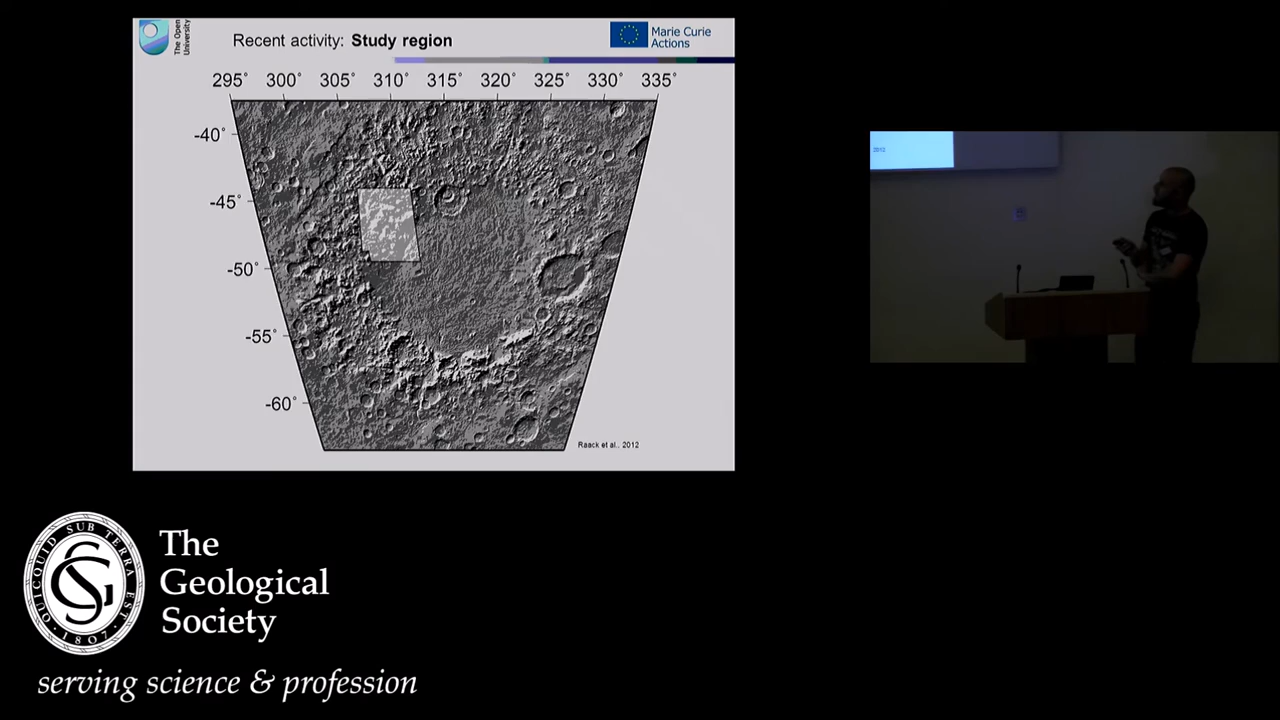 The Open
University
Recent activity: Study region
Marie Curie
Actions
295° 300° 305° 310° 315° 320° 325° 330° 335°
-40°
-45°
-50°
-55°
-60°
Raack et al., 2012
2012
QUICQUID SUB TERRA EST
GS
· 1807 ·
The
Geological
Society
serving science & profession